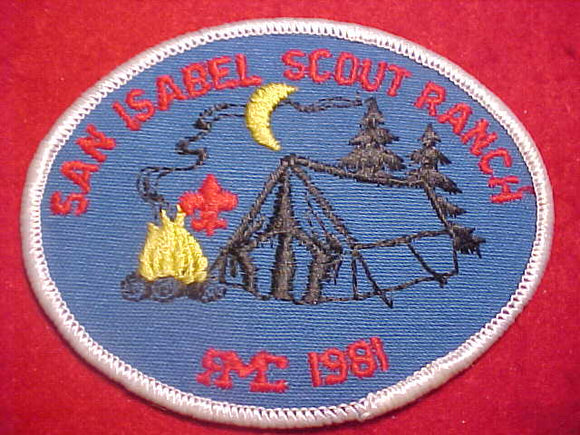 SAN ISABEL SCOUT RANCH
RMC 1981